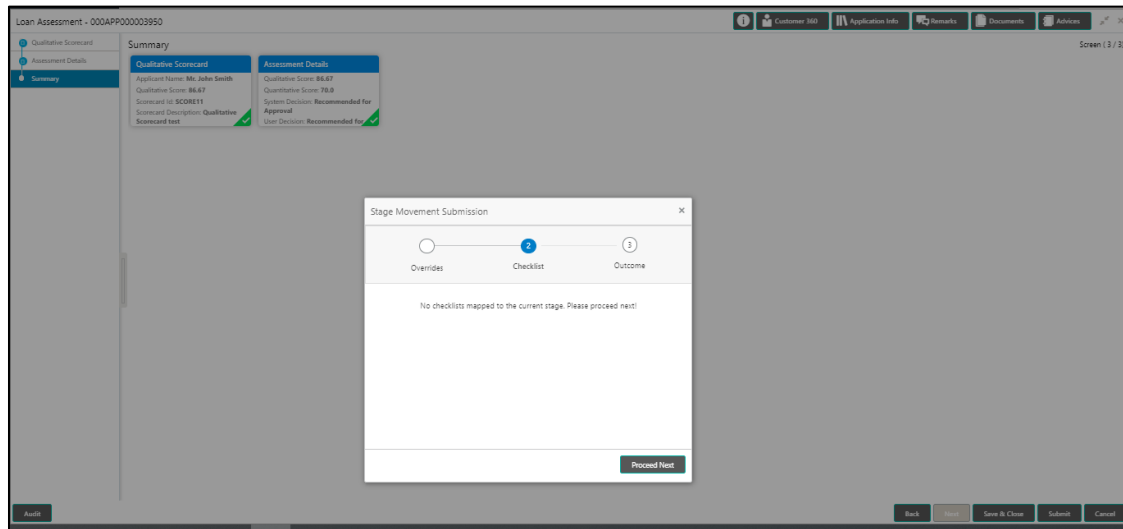 Loan Assessment - 000APP000003950
Customer 360
Application Info
Remarks
Documents
Advices
Qualitative Scorecard
Assessment Details
Summary
Summary
Screen ( 3 / 3)
Qualitative Scorecard
Applicant Name: Mr. John Smith
Qualitative Score: 86.67
Scorecard Id: SCORE11
Scorecard Description: Qualitative
Scorecard test
Assessment Details
Qualitative Score: 86.67
Quantitative Score: 70.0
System Decision: Recommended for
Approval
User Decision: Recommended for
Stage Movement Submission
2
3
Overrides
Checklist
Outcome
No checklists mapped to the current stage. Please proceed next!
Proceed Next
Audit
Back
Next
Save & Close
Submit
Cancel